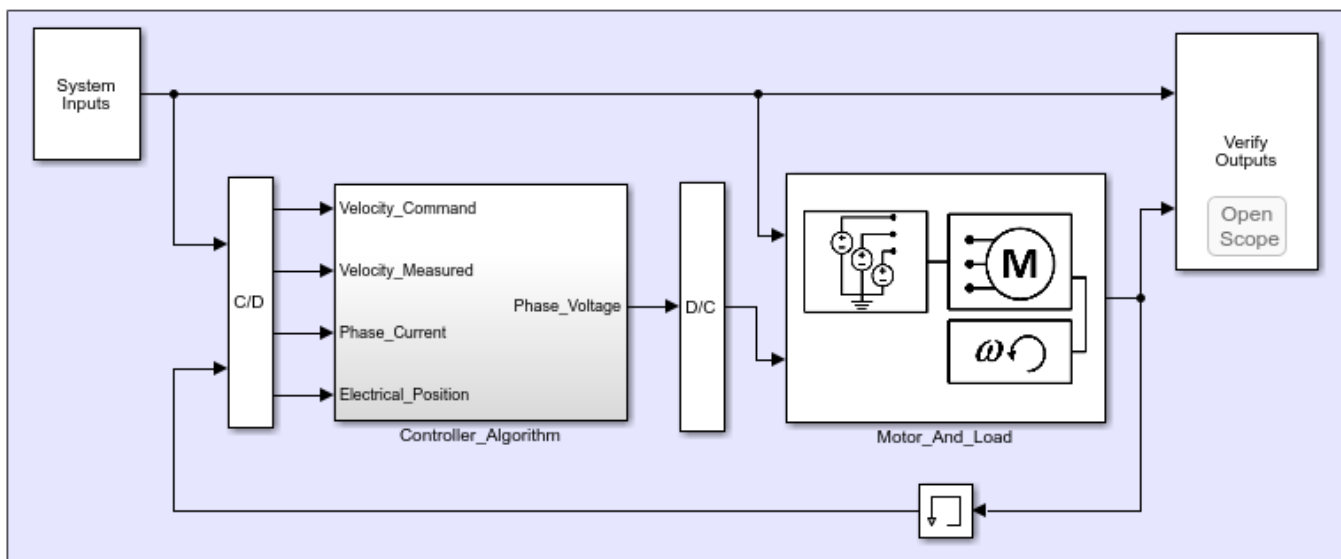 System
Inputs
Verify
Outputs
Open
Scope
C/D
Velocity_Command
Velocity_Measured
Phase_Current
Electrical_Position
Phase_Voltage
Controller_Algorithm
D/C
M
ω
Motor_And_Load